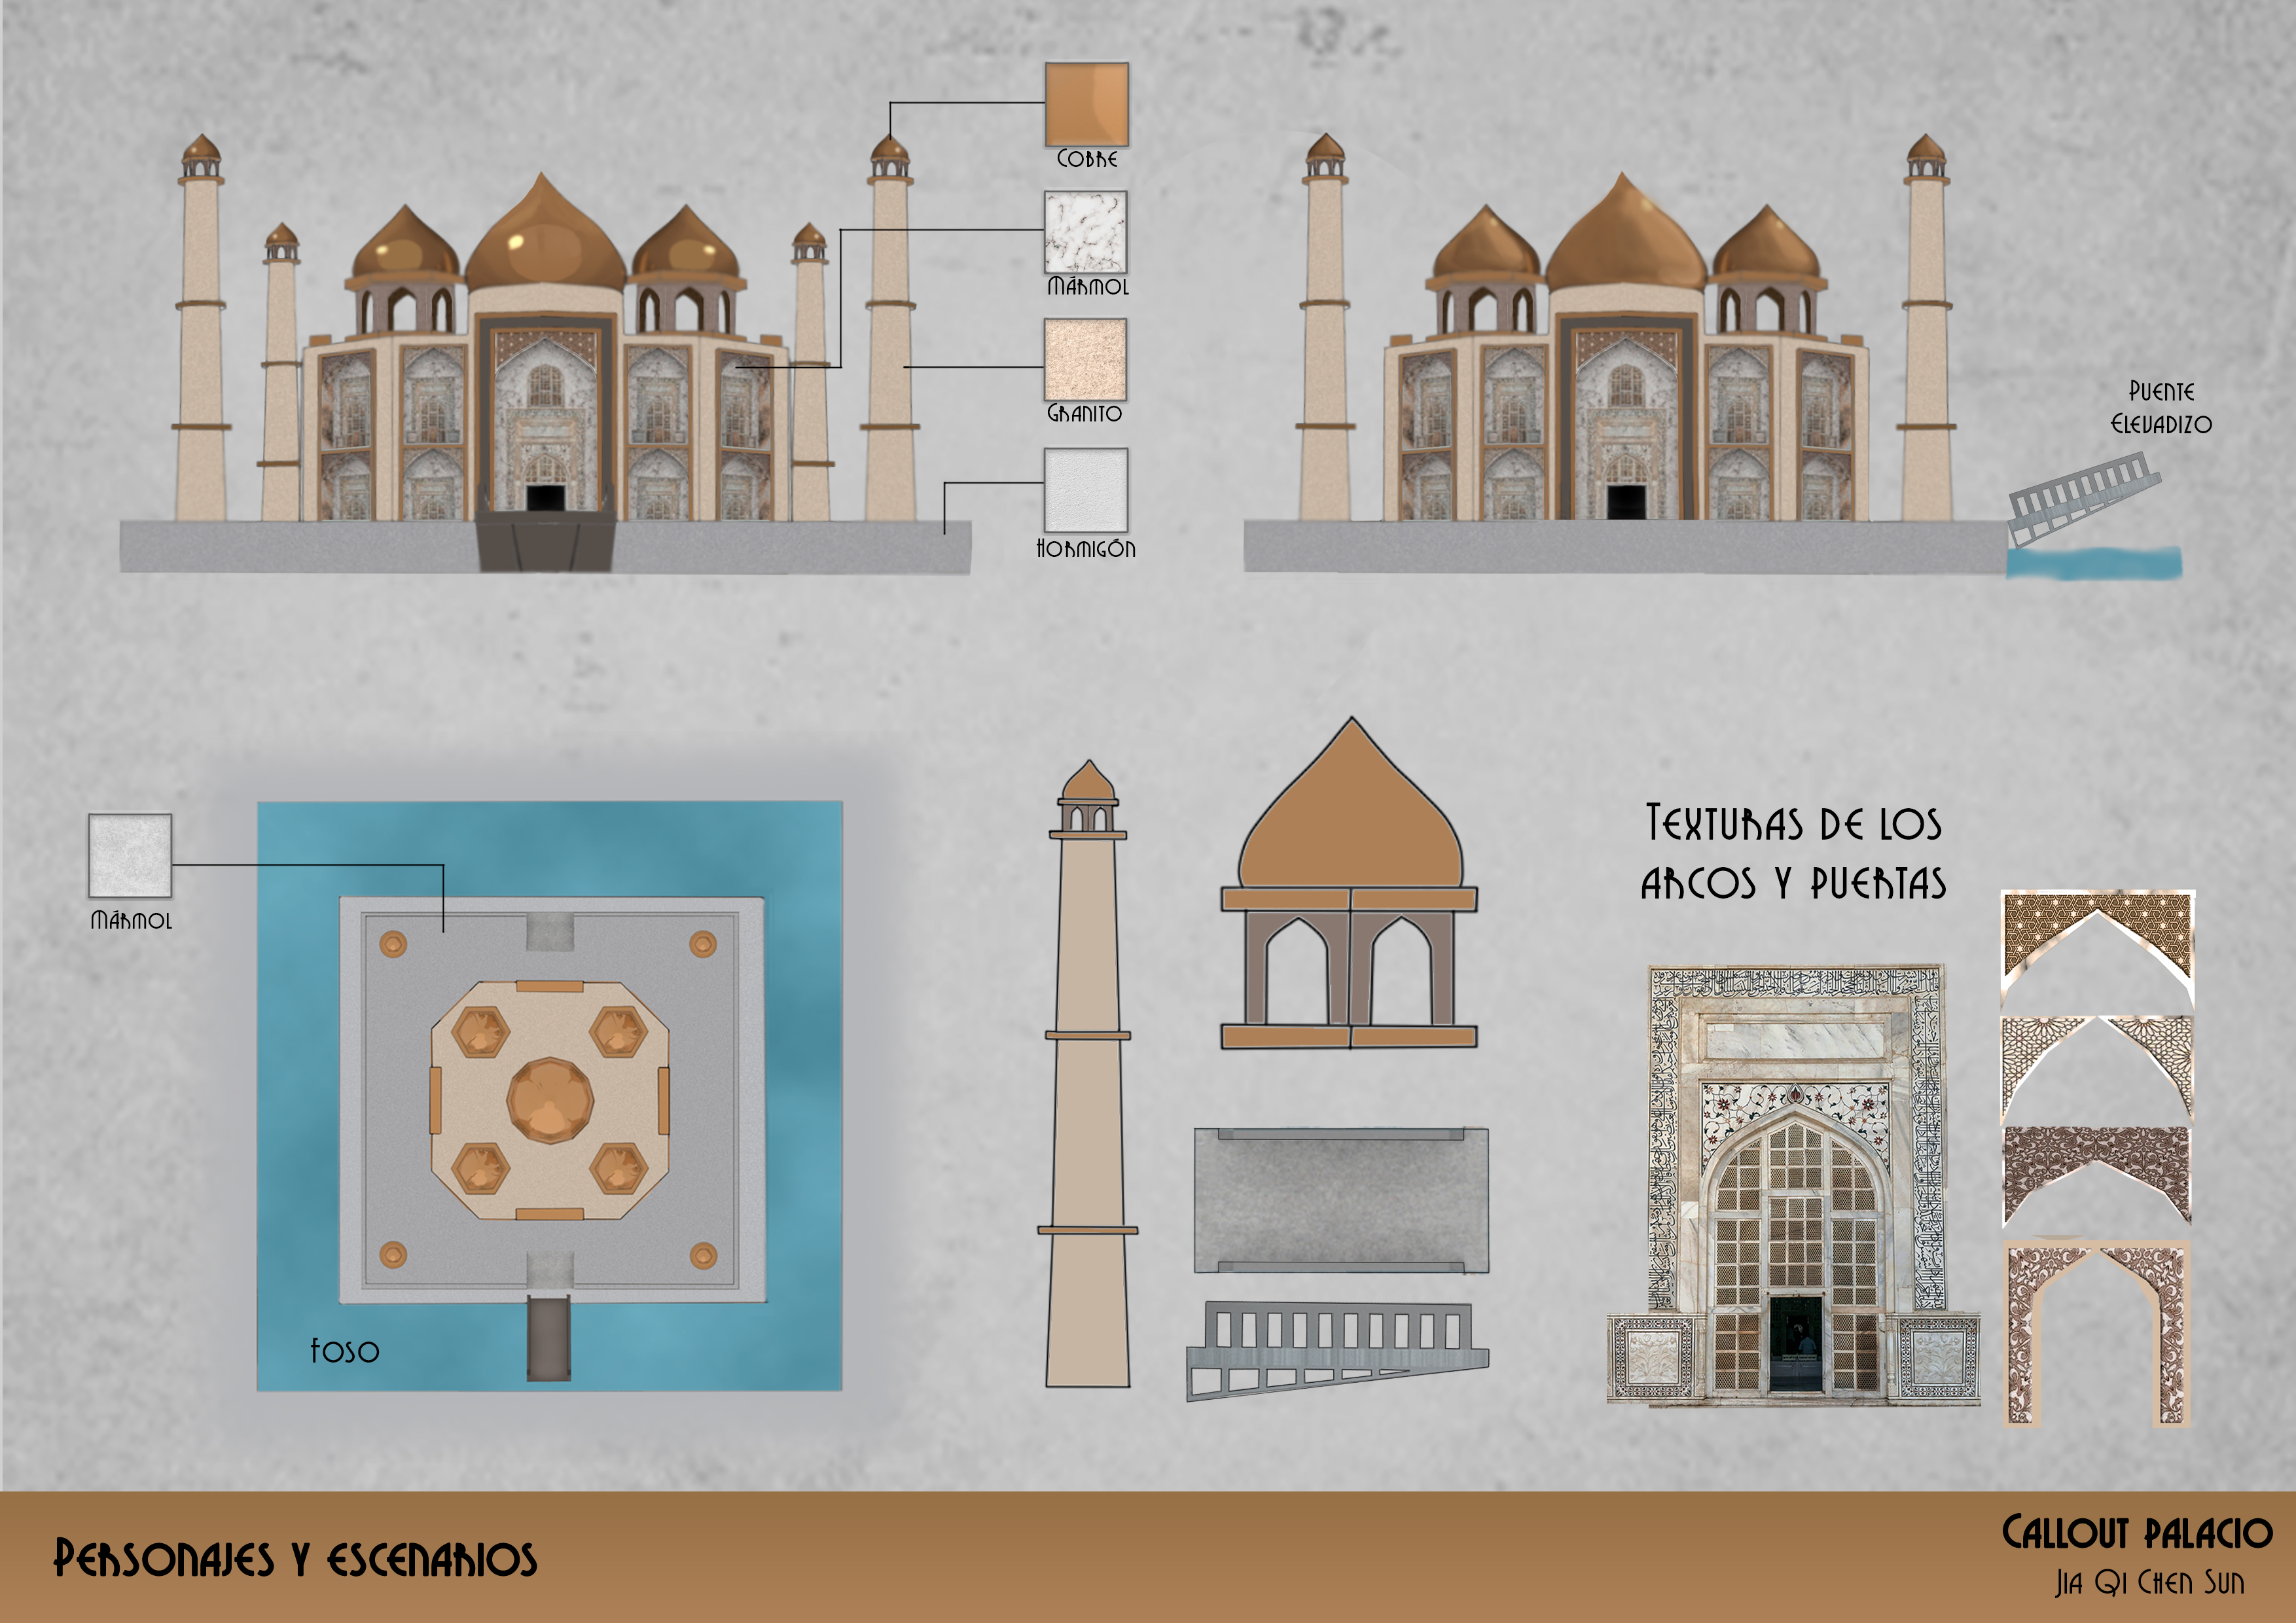 Cobre
Mármol
Granito
Hormigón
Puente
Elevadizo
Mármol
Foso
Texturas de los
arcos y puertas
Personajes y escenarios
Callout palacio
Jia Qi Chen Sun